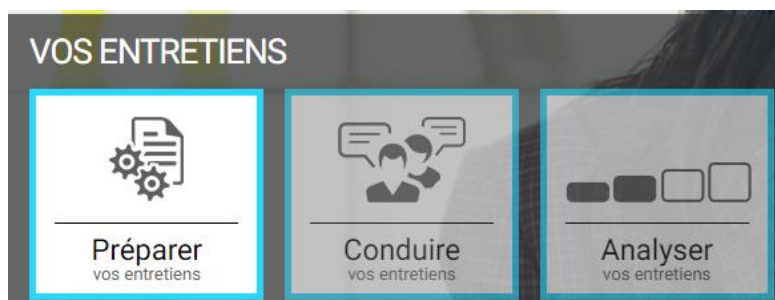 VOS ENTRETIENS
Préparer
vos entretiens
Conduire
vos entretiens
Analyser
vos entretiens